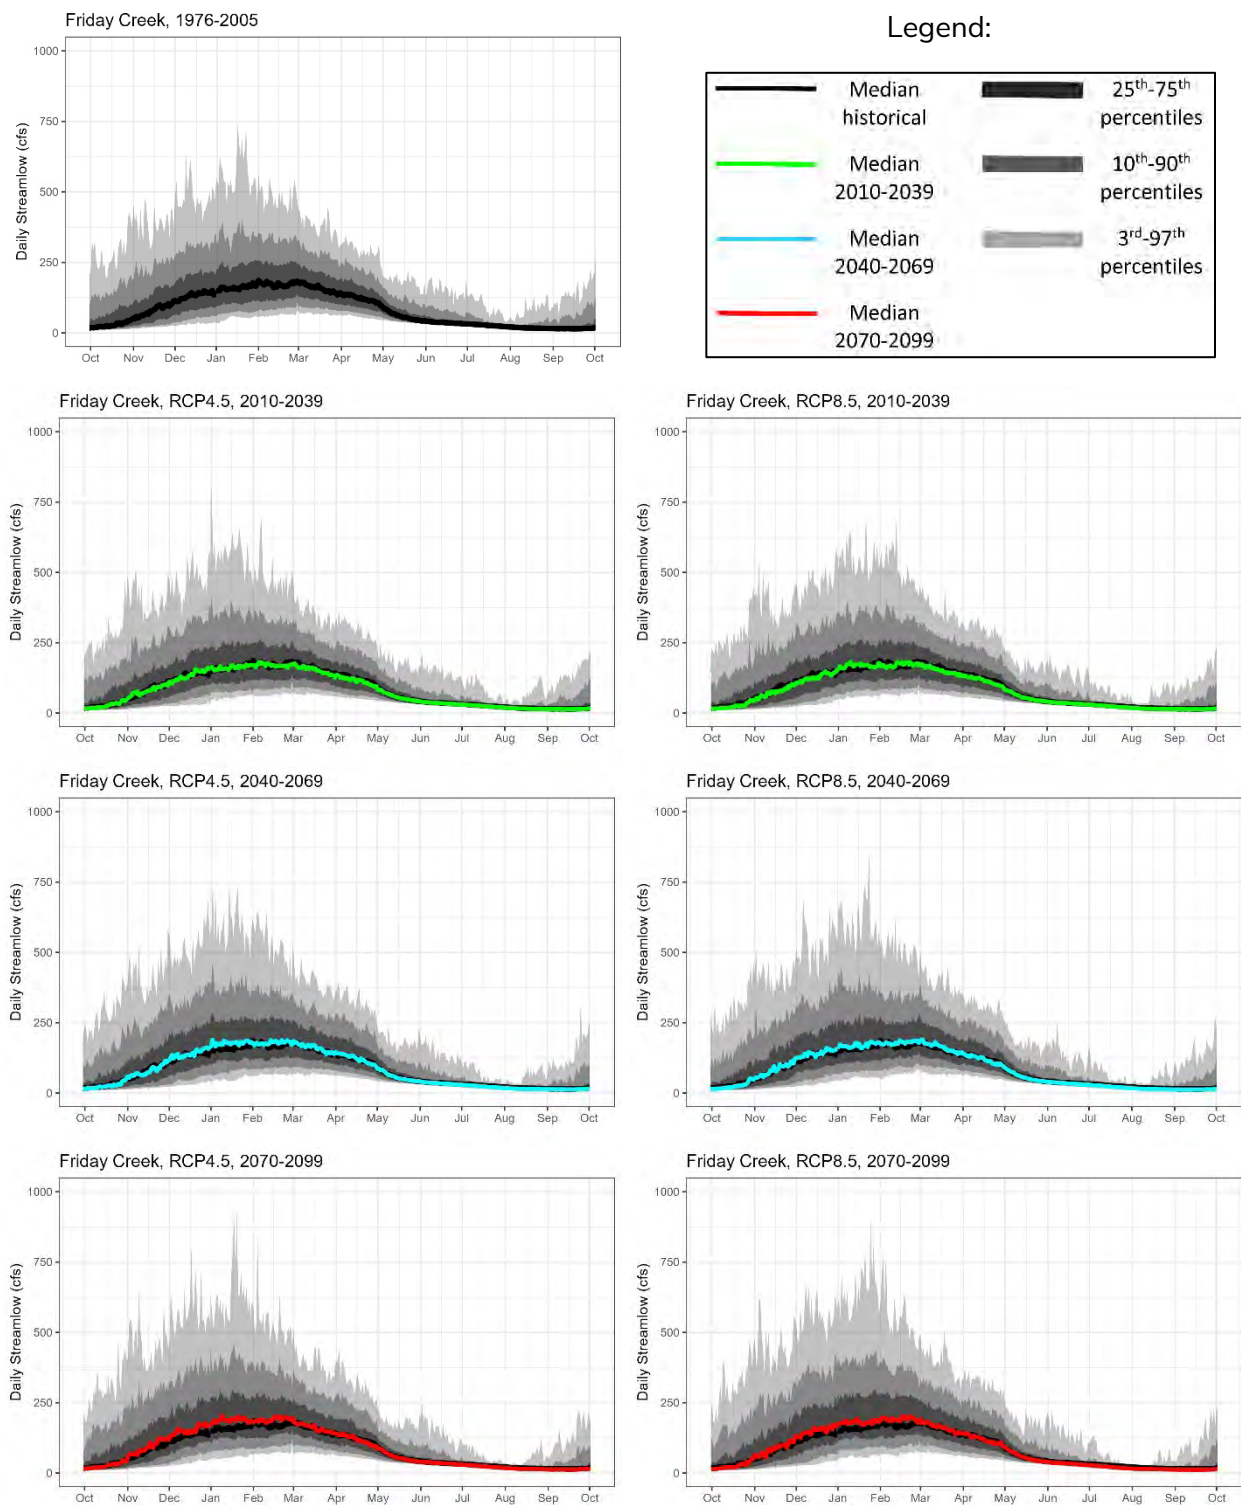 Friday Creek, 1976-2005
1000
750
500
250
0
Daily Streamlow (cfs)
Oct Nov Dec Jan Feb Mar Apr May Jun Jul Aug Sep Oct
Legend:
Median
historical
25th-75th
percentiles
Median
2010-2039
10th-90th
percentiles
Median
2040-2069
3rd-97th
percentiles
Median
2070-2099
Friday Creek, RCP4.5, 2010-2039
1000
750
500
250
0
Daily Streamlow (cfs)
Oct Nov Dec Jan Feb Mar Apr May Jun Jul Aug Sep Oct
Friday Creek, RCP8.5, 2010-2039
1000
750
500
250
0
Daily Streamlow (cfs)
Oct Nov Dec Jan Feb Mar Apr May Jun Jul Aug Sep Oct
Friday Creek, RCP4.5, 2040-2069
1000
750
500
250
0
Daily Streamlow (cfs)
Oct Nov Dec Jan Feb Mar Apr May Jun Jul Aug Sep Oct
Friday Creek, RCP8.5, 2040-2069
1000
750
500
250
0
Daily Streamlow (cfs)
Oct Nov Dec Jan Feb Mar Apr May Jun Jul Aug Sep Oct
Friday Creek, RCP4.5, 2070-2099
1000
750
500
250
0
Daily Streamlow (cfs)
Oct Nov Dec Jan Feb Mar Apr May Jun Jul Aug Sep Oct
Friday Creek, RCP8.5, 2070-2099
1000
750
500
250
0
Daily Streamlow (cfs)
Oct Nov Dec Jan Feb Mar Apr May Jun Jul Aug Sep Oct